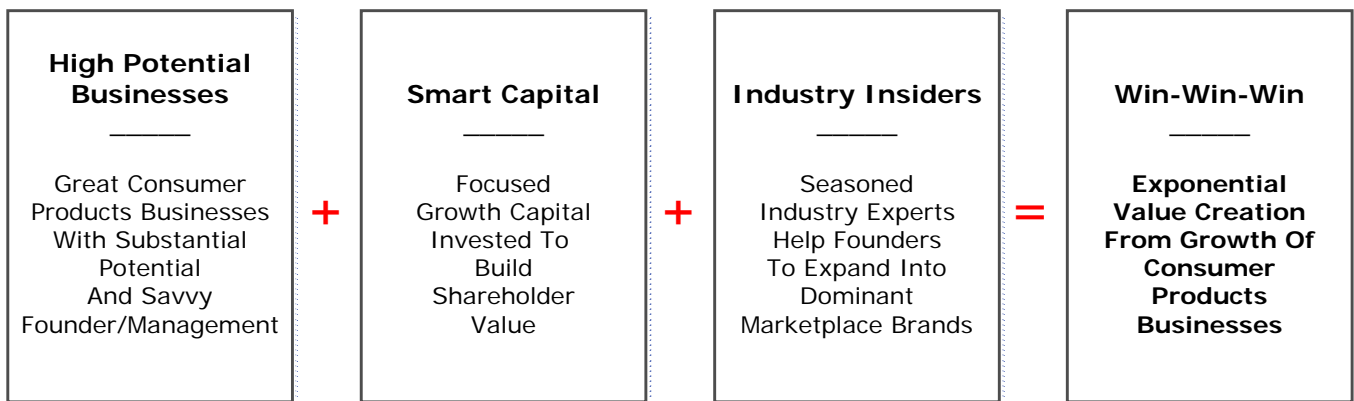 High Potential
Businesses
_____
Great Consumer
Products Businesses
With Substantial
Potential
And Savvy
Founder/Management
+
Smart Capital
_____
Focused
Growth Capital
Invested To
Build
Shareholder
Value
+
Industry Insiders
_____
Seasoned
Industry Experts
Help Founders
To Expand Into
Dominant
Marketplace Brands
=
Win-Win-Win
_____
Exponential
Value Creation
From Growth Of
Consumer
Products
Businesses